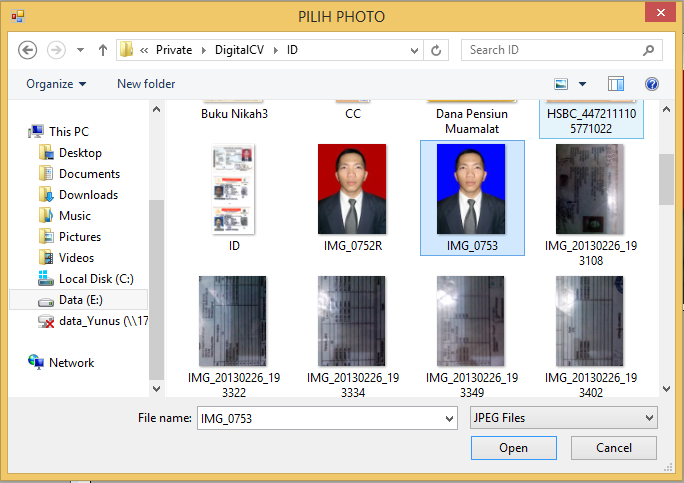 PILIH PHOTO
« Private DigitalCV ID
Search ID
Organize
New folder
This PC
Desktop
Documents
Downloads
Music
Pictures
Videos
Local Disk (C:)
Data (E:)
data_Yunus (\\17
Network
Buku Nikah3
CC
Dana Pensiun
Muamalat
HSBC_447211110
5771022
ID
IMG_0752R
IMG_0753
IMG_20130226_19
3108
IMG_20130226_19
3322
IMG_20130226_19
3334
IMG_20130226_19
3349
IMG_20130226_19
3402
File name:
IMG_0753
JPEG Files
Open
Cancel